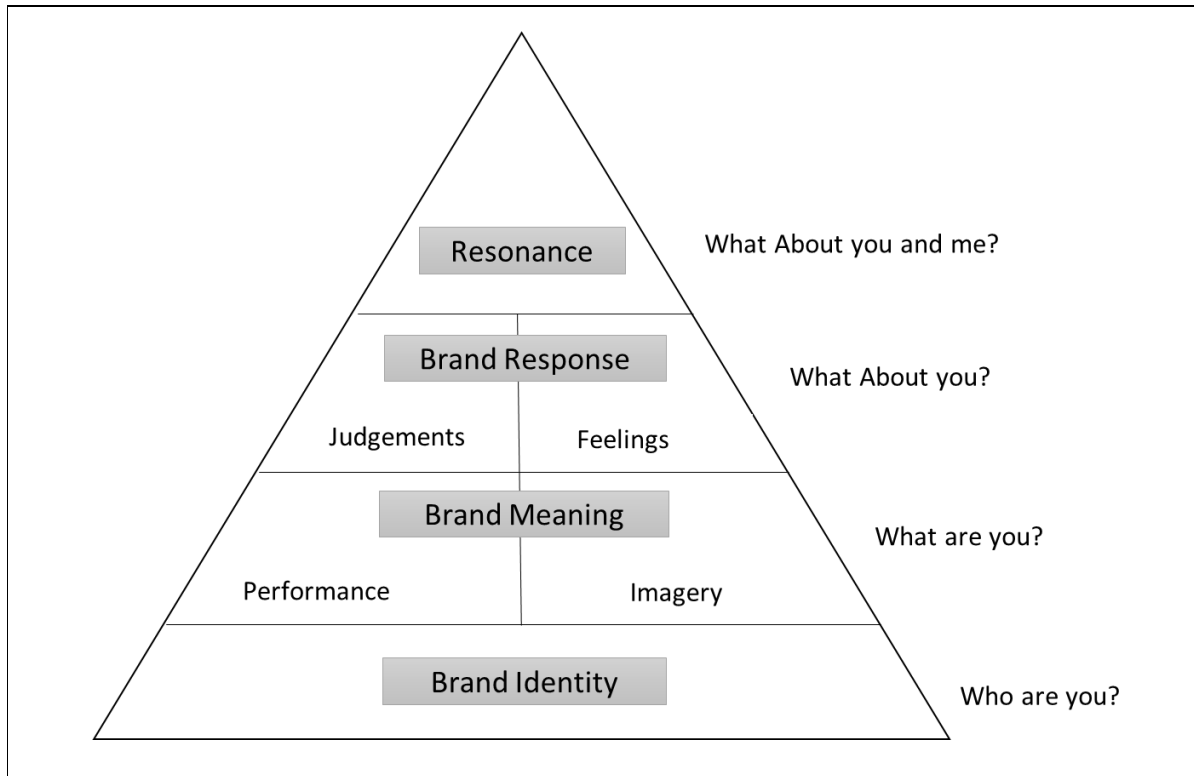 Resonance
What About you and me?
Brand Response
What About you?
Judgements
Feelings
Brand Meaning
What are you?
Performance
Imagery
Brand Identity
Who are you?